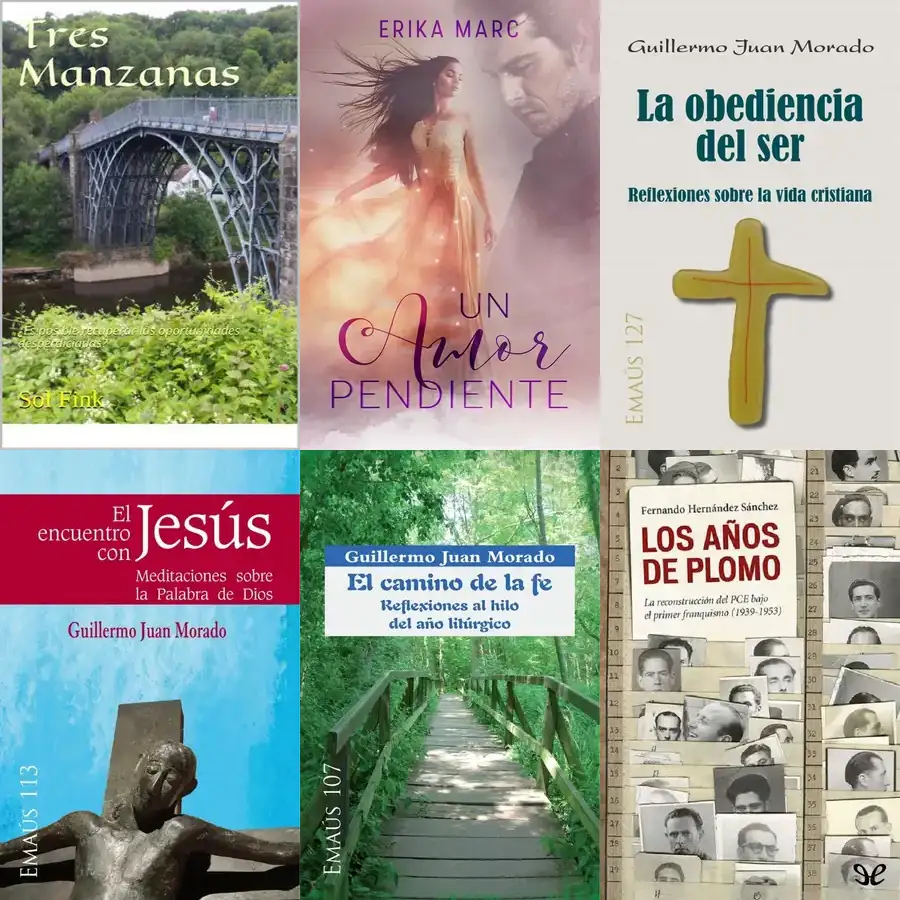 Tres
Manzanas
¿Es posible recuperar las oportunidades
desperdiciadas?
Sol Fink
ERIKA MARC
UN
Amor
PENDIENTE
Guillermo Juan Morado
La obediencia
del ser
Reflexiones sobre la vida cristiana
EMAÚS 127
El
encuentro
con
Jesús
Meditaciones sobre
la Palabra de Dios
Guillermo Juan Morado
EMAÚS 113
Guillermo Juan Morado
El camino de la fe
Reflexiones al hilo
del año litúrgico
EMAÚS 107
Fernando Hernández Sánchez
LOS AÑOS
DE PLOMO
La reconstrucción del PCE bajo
el primer franquismo (1939-1953)